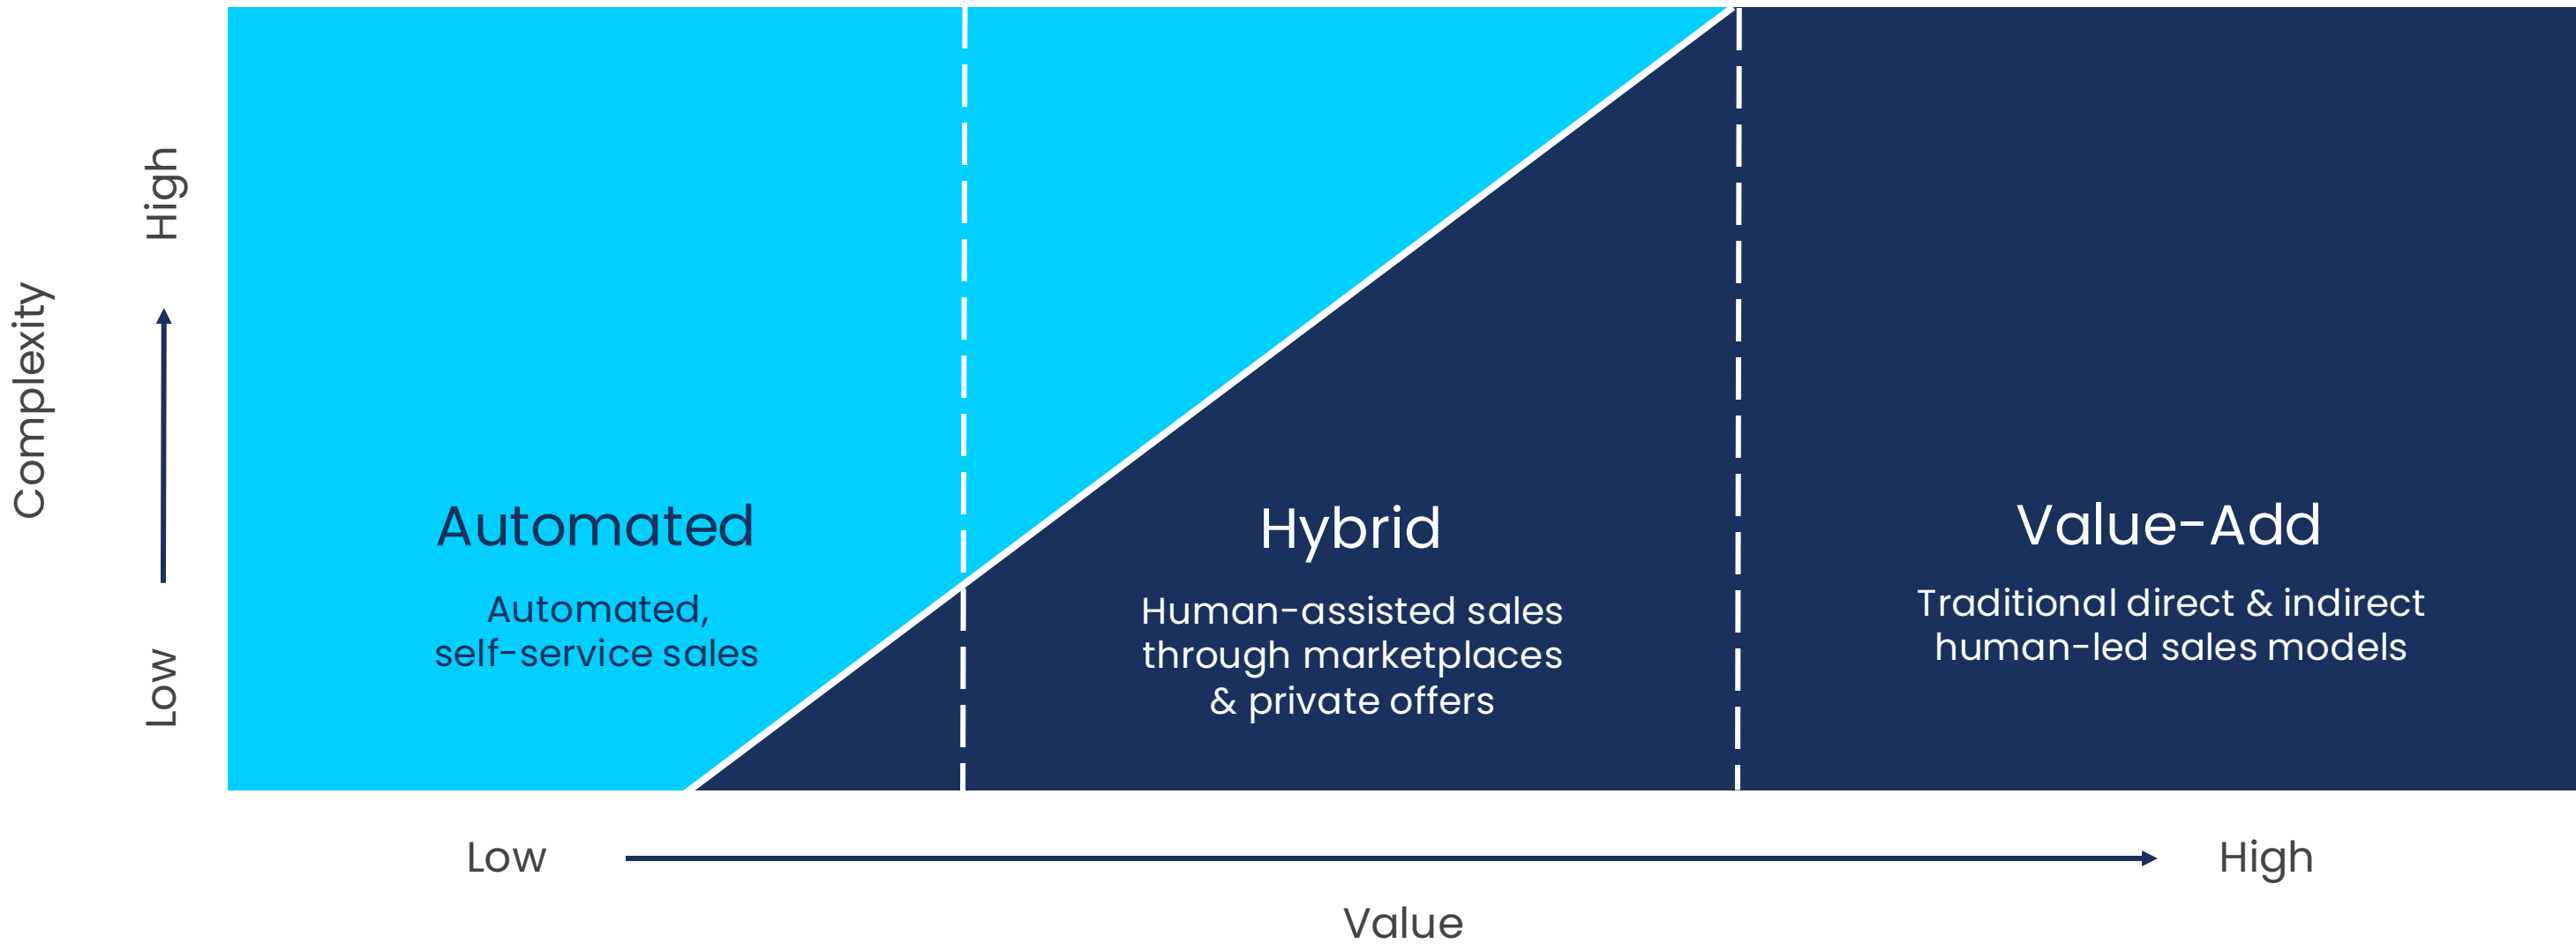 Complexity
High
Low
Automated
Automated,
self-service sales
Hybrid
Human-assisted sales
through marketplaces
& private offers
Value-Add
Traditional direct & indirect
human-led sales models
Low
High
Value